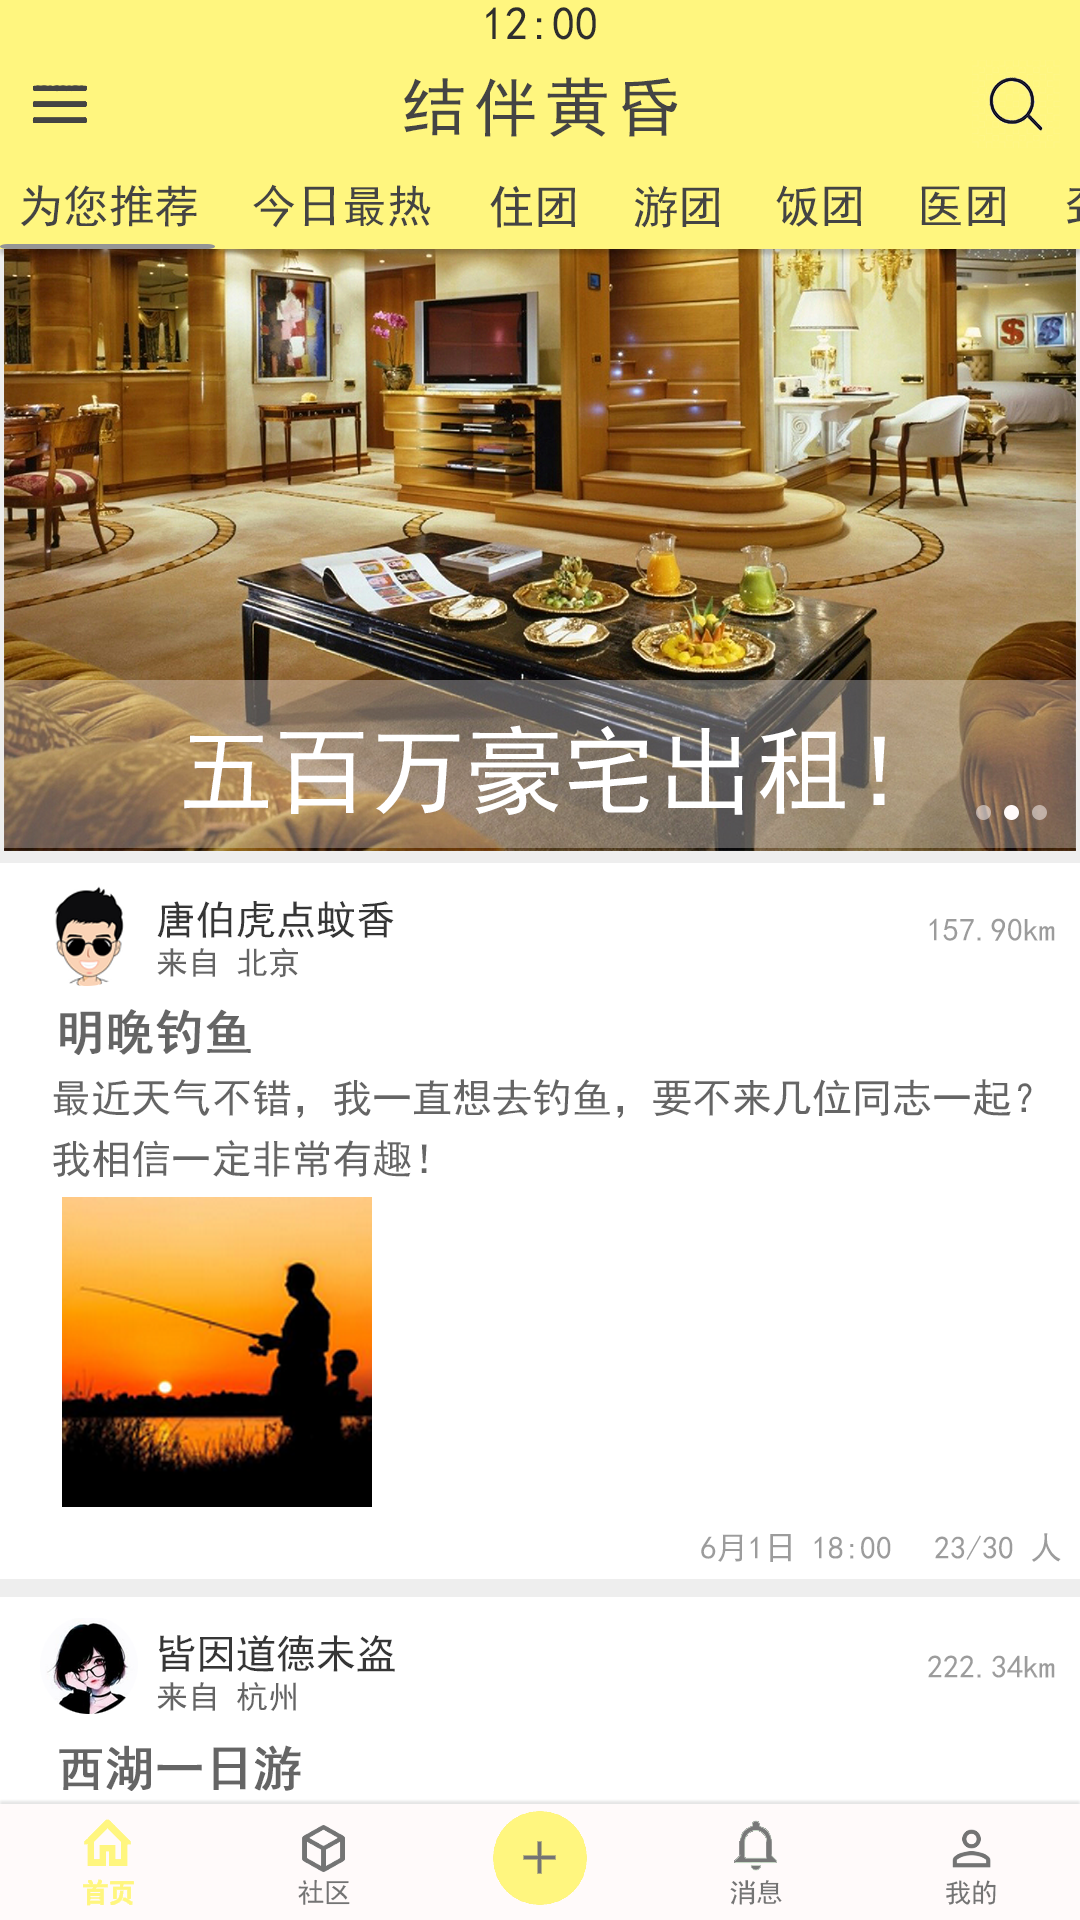 12:00
结伴黄昏
为您推荐 今日最热 住团 游团 饭团 医团
五百万豪宅出租！
唐伯虎点蚊香
157.90km
来自 北京
明晚钓鱼
最近天气不错，我一直想去钓鱼，要不来几位同志一起？
我相信一定非常有趣！
6月1日 18:00 23/30 人
皆因道德未盗
222.34km
来自 杭州
西湖一日游
首页 社区 消息 我的